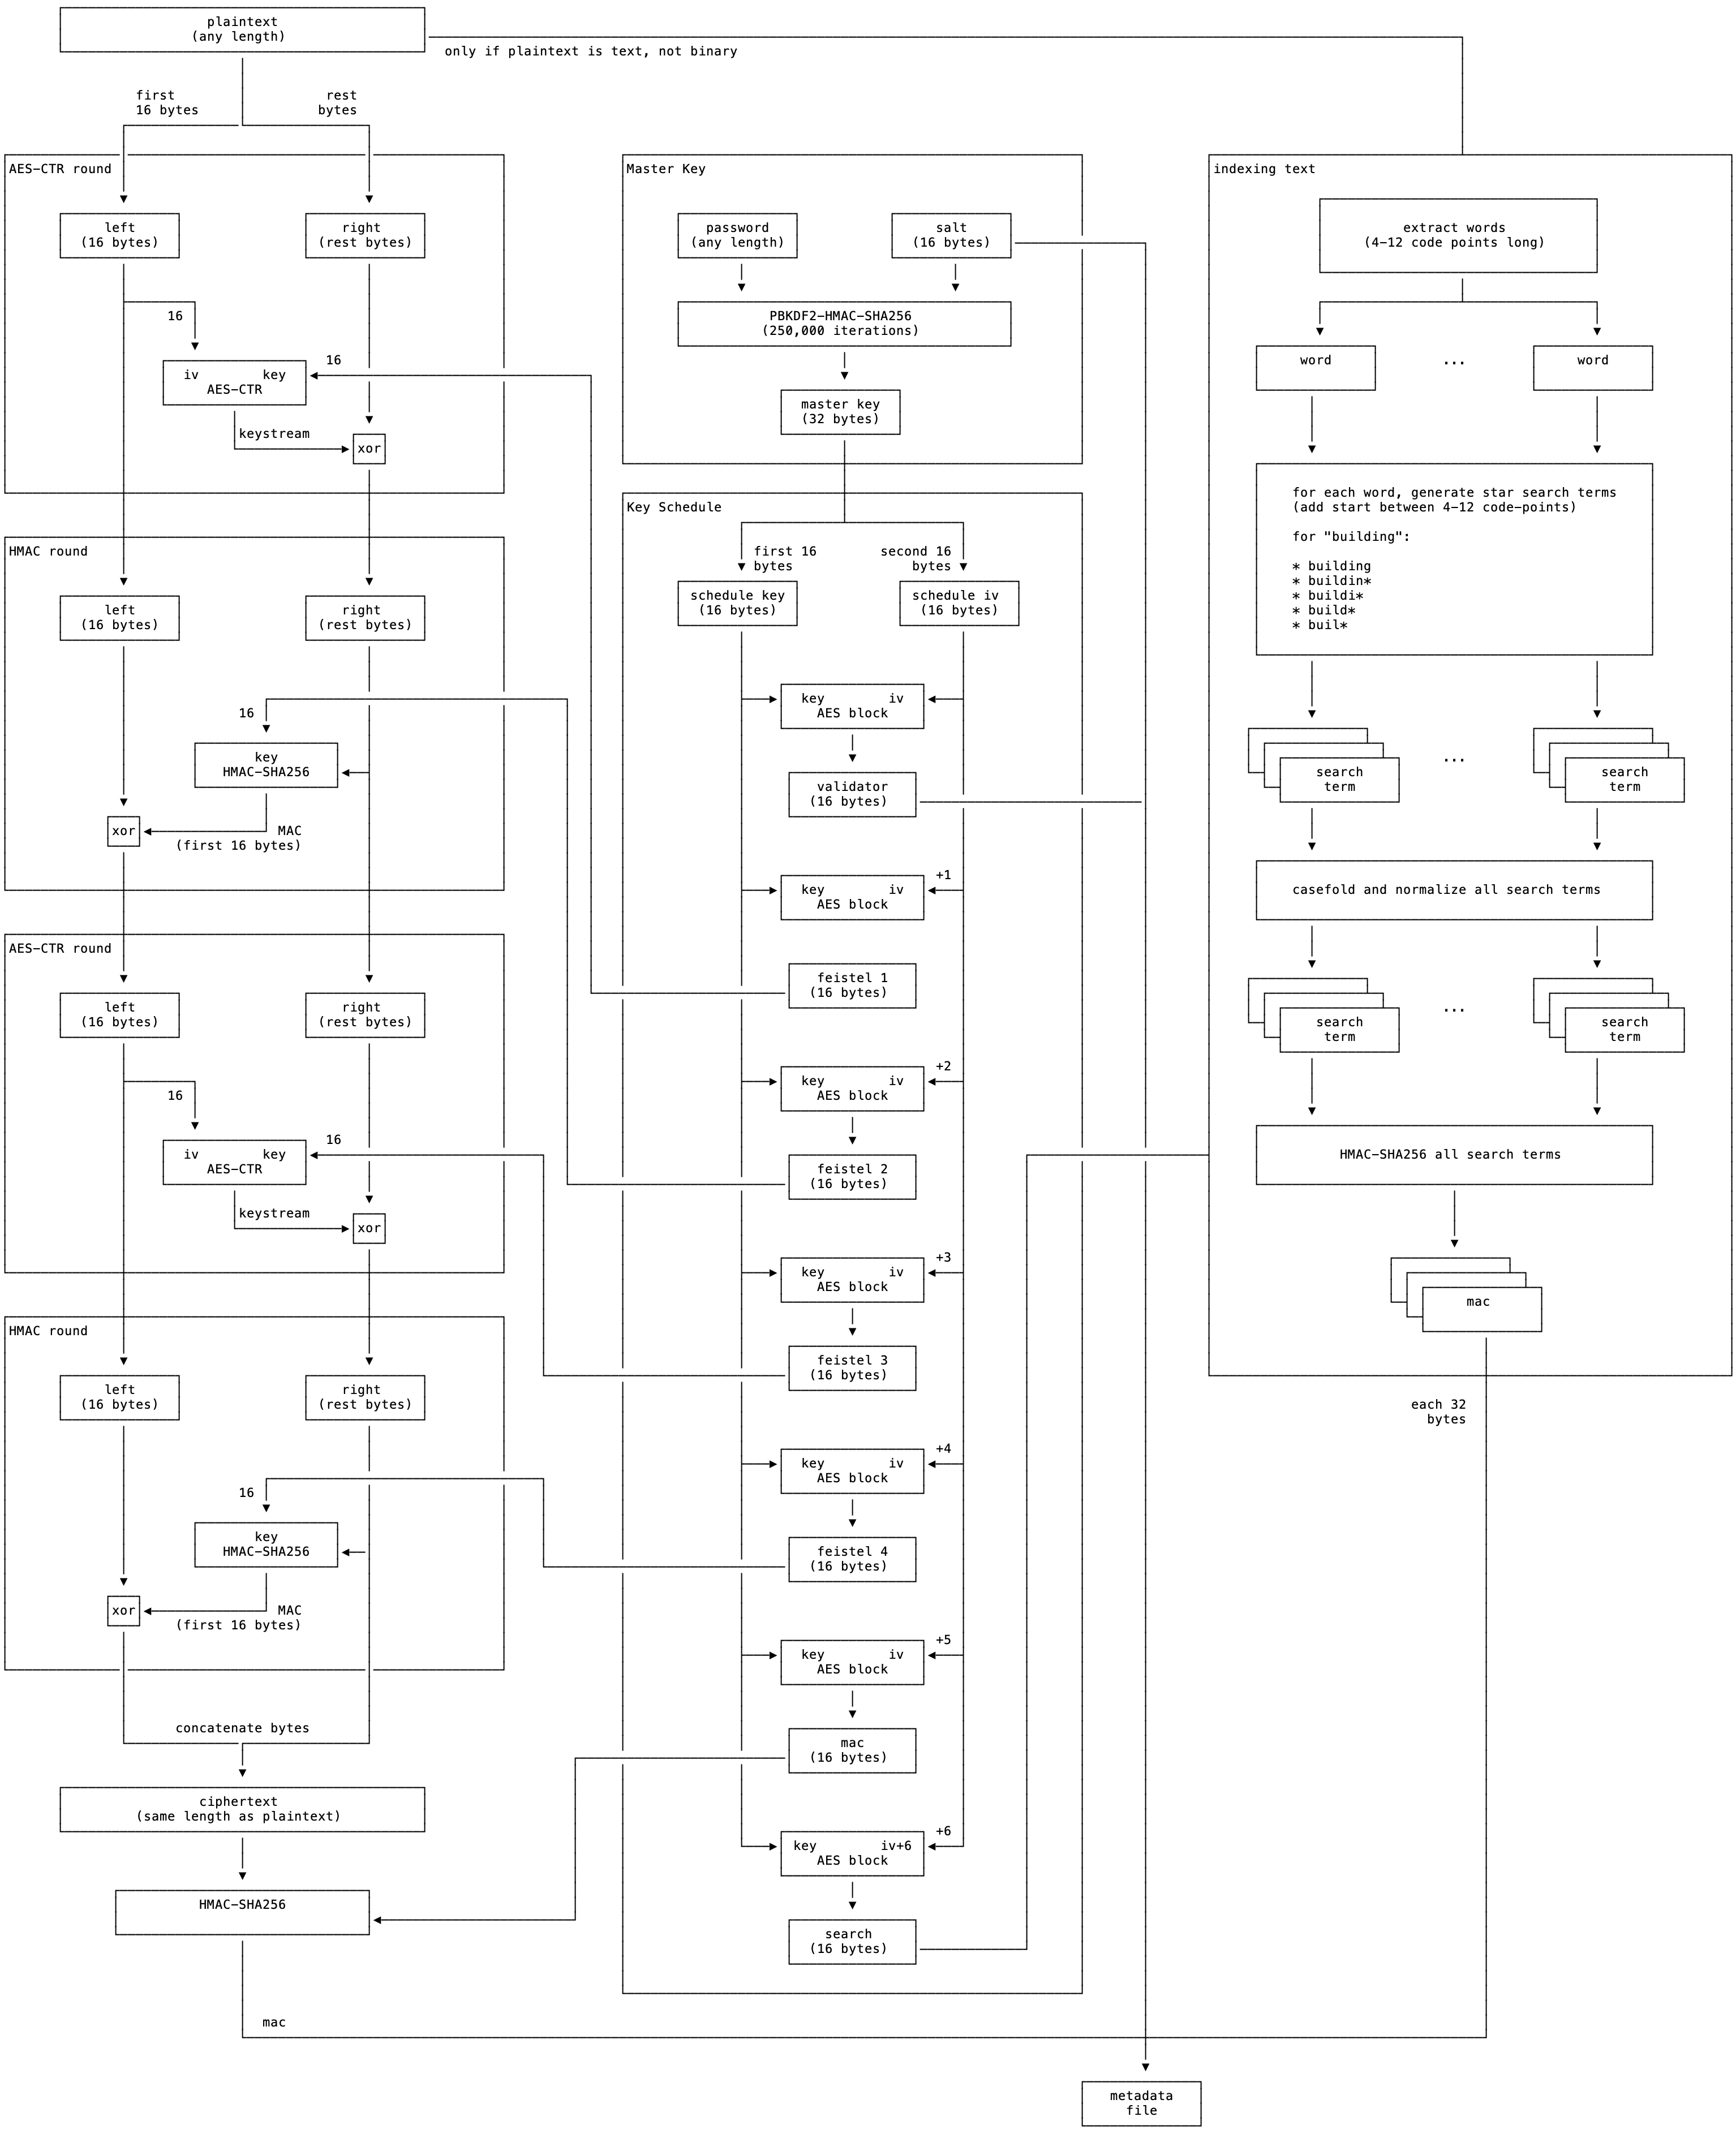 plaintext
(any length)
only if plaintext is text, not binary
first
16 bytes
rest
bytes
AES-CTR round
left
(16 bytes)
right
(rest bytes)
16
16
iv key
AES-CTR
keystream
xor
HMAC round
left
(16 bytes)
right
(rest bytes)
16
key
HMAC-SHA256
xor
MAC
(first 16 bytes)
AES-CTR round
left
(16 bytes)
right
(rest bytes)
16
16
iv key
AES-CTR
keystream
xor
HMAC round
left
(16 bytes)
right
(rest bytes)
16
key
HMAC-SHA256
xor
MAC
(first 16 bytes)
concatenate bytes
ciphertext
(same length as plaintext)
HMAC-SHA256
mac
Master Key
password
(any length)
salt
(16 bytes)
PBKDF2-HMAC-SHA256
(250,000 iterations)
master key
(32 bytes)
Key Schedule
first 16
bytes
second 16
bytes
schedule key
(16 bytes)
schedule iv
(16 bytes)
key iv
AES block
validator
(16 bytes)
+1
key iv
AES block
feistel 1
(16 bytes)
+2
key iv
AES block
feistel 2
(16 bytes)
+3
key iv
AES block
feistel 3
(16 bytes)
+4
key iv
AES block
feistel 4
(16 bytes)
+5
key iv
AES block
mac
(16 bytes)
+6
key iv+6
AES block
search
(16 bytes)
indexing text
extract words
(4-12 code points long)
word
...
word
for each word, generate star search terms
(add start between 4-12 code-points)
for "building":
* building
* buildin*
* buildi*
* build*
* buil*
search
term
...
search
term
casefold and normalize all search terms
search
term
...
search
term
HMAC-SHA256 all search terms
mac
each 32
bytes
metadata
file